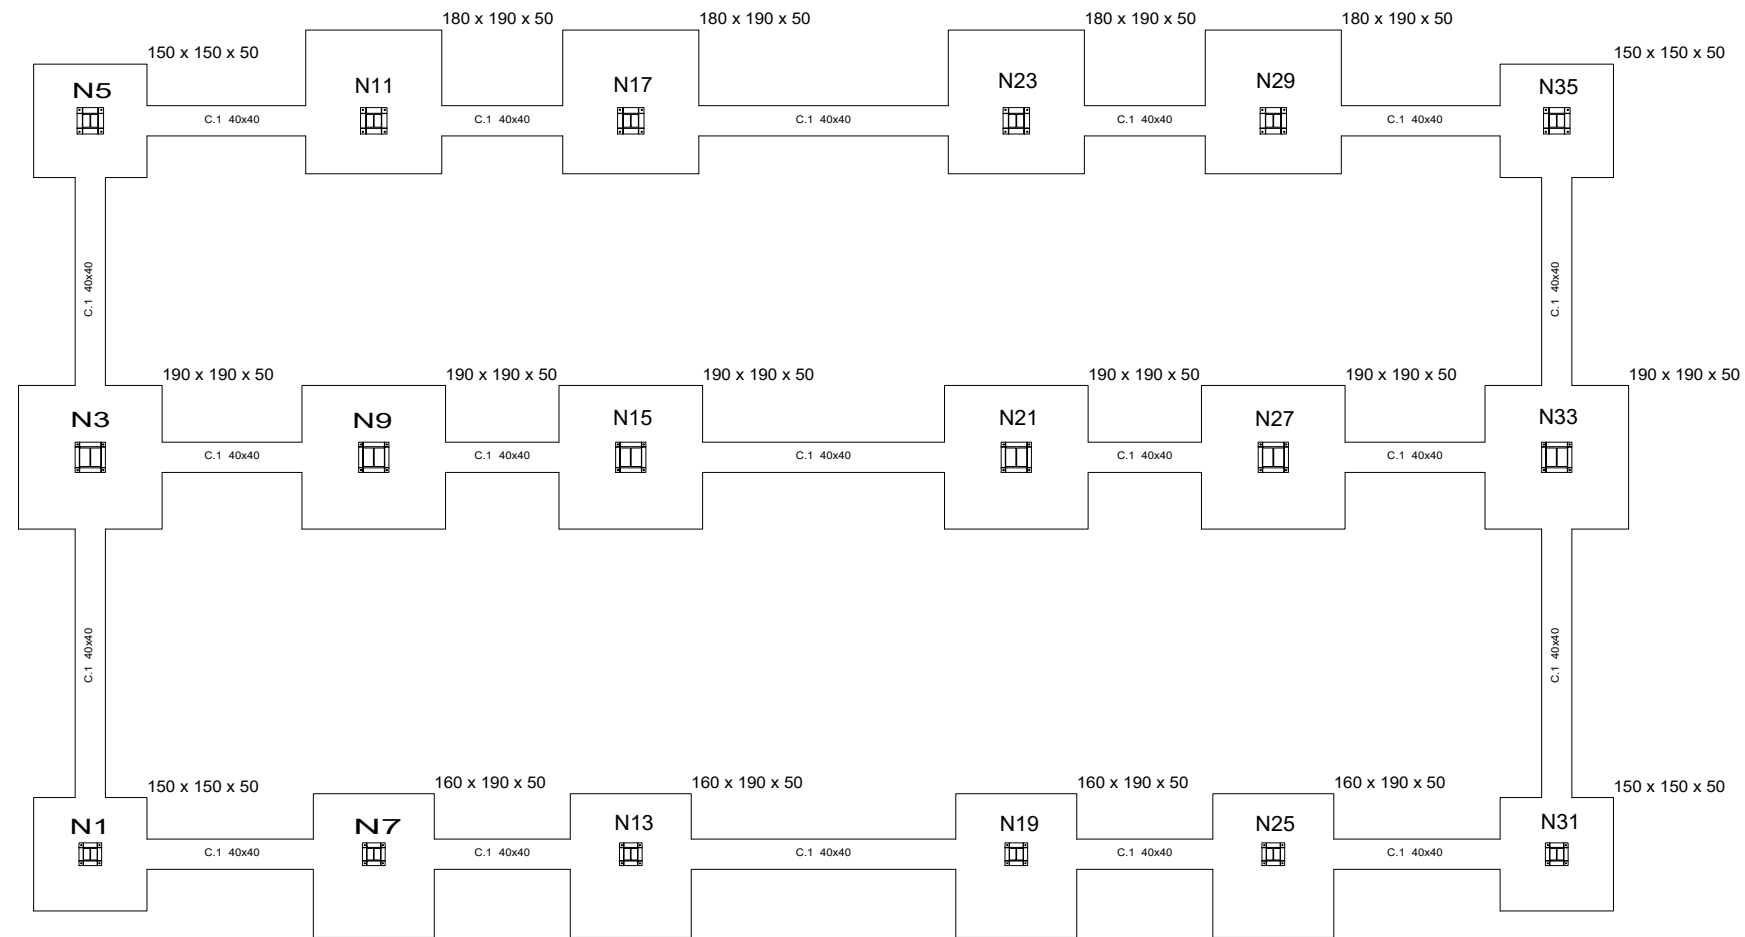 180 x 190 x 50
180 x 190 x 50
180 x 190 x 50
180 x 190 x 50
150 x 150 x 50
150 x 150 x 50
N5
N11
N17
N23
N29
N35
C.1 40x40
C.1 40x40
C.1 40x40
C.1 40x40
C.1 40x40
C.1 40x40
C.1 40x40
190 x 190 x 50
190 x 190 x 50
190 x 190 x 50
190 x 190 x 50
190 x 190 x 50
190 x 190 x 50
N3
N9
N15
N21
N27
N33
C.1 40x40
C.1 40x40
C.1 40x40
C.1 40x40
C.1 40x40
C.1 40x40
C.1 40x40
150 x 150 x 50
160 x 190 x 50
160 x 190 x 50
160 x 190 x 50
160 x 190 x 50
150 x 150 x 50
N1
N7
N13
N19
N25
N31
C.1 40x40
C.1 40x40
C.1 40x40
C.1 40x40
C.1 40x40